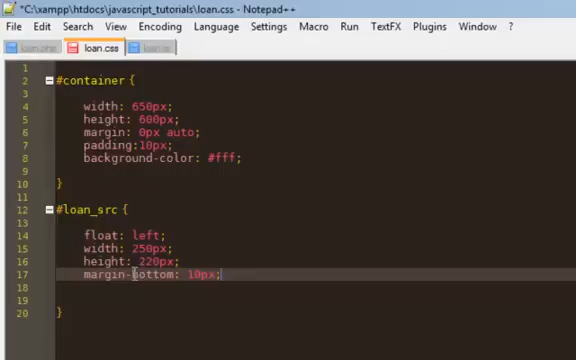 *C:\xampp\htdocs\javascript_tutorials\loan.css - Notepad++
File Edit Search View Encoding Language Settings Macro Run TextFX Plugins Window ?
loan.php loan.css
1
2 #container {
3
4 width: 650px;
5 height: 600px;
6 margin: 0px auto;
7 padding:10px;
8 background-color: #fff;
9
10 }
11
12 #loan_src {
13
14 float: left;
15 width: 250px;
16 height: 220px;
17 margin-bottom: 10px;
18
19
20 }